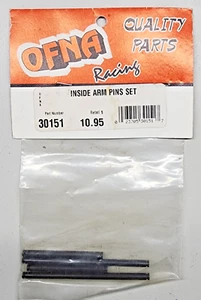 OFNA
QUALITY
PARTS
Racing
INSIDE ARM PINS SET
Part Number
Retail $
30151
10.95